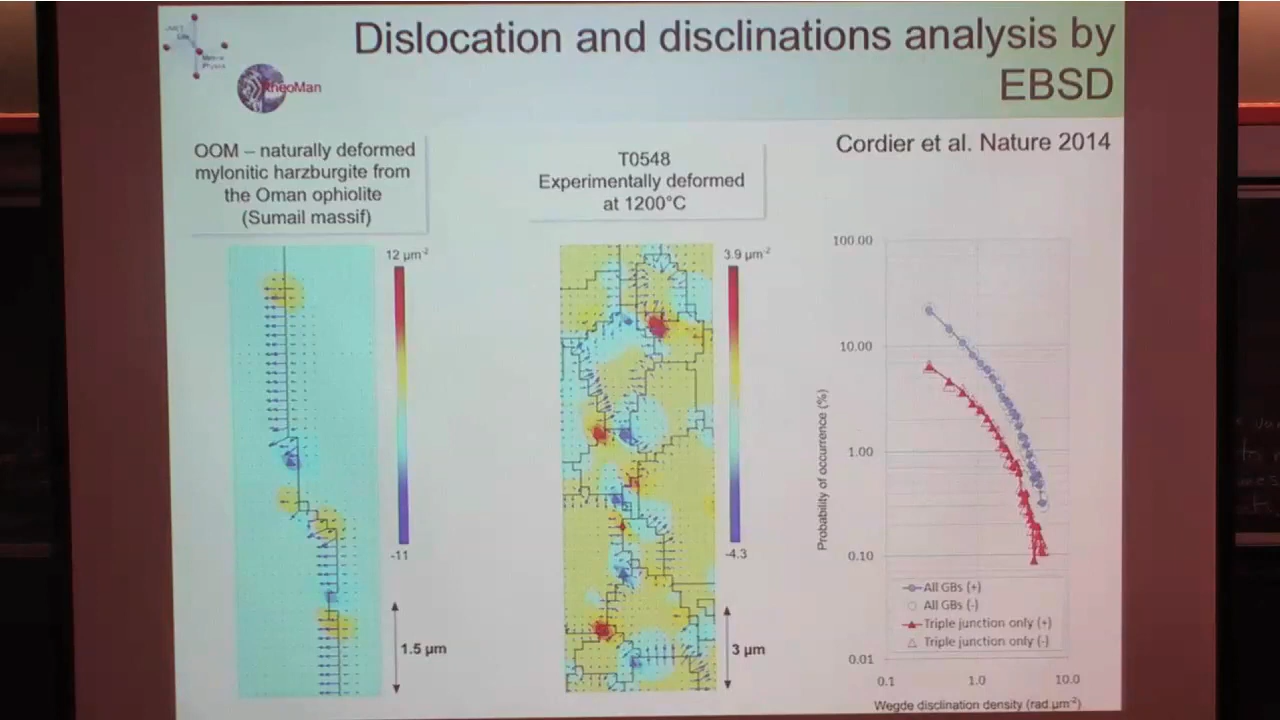 Dislocation and disclinations analysis by
EBSD
RheoMan
Cordier et al. Nature 2014
OOM – naturally deformed
mylonitic harzburgite from
the Oman ophiolite
(Sumail massif)
T0548
Experimentally deformed
at 1200°C
12 µm-2
-11
1.5 µm
3.9 µm-2
-4.3
3 µm
Probability of occurrence (%)
100.00
10.00
1.00
0.10
0.01
All GBs (+)
All GBs (-)
Triple junction only (+)
Triple junction only (-)
0.1
1.0
10.0
Wegde disclination density (rad.µm-2)